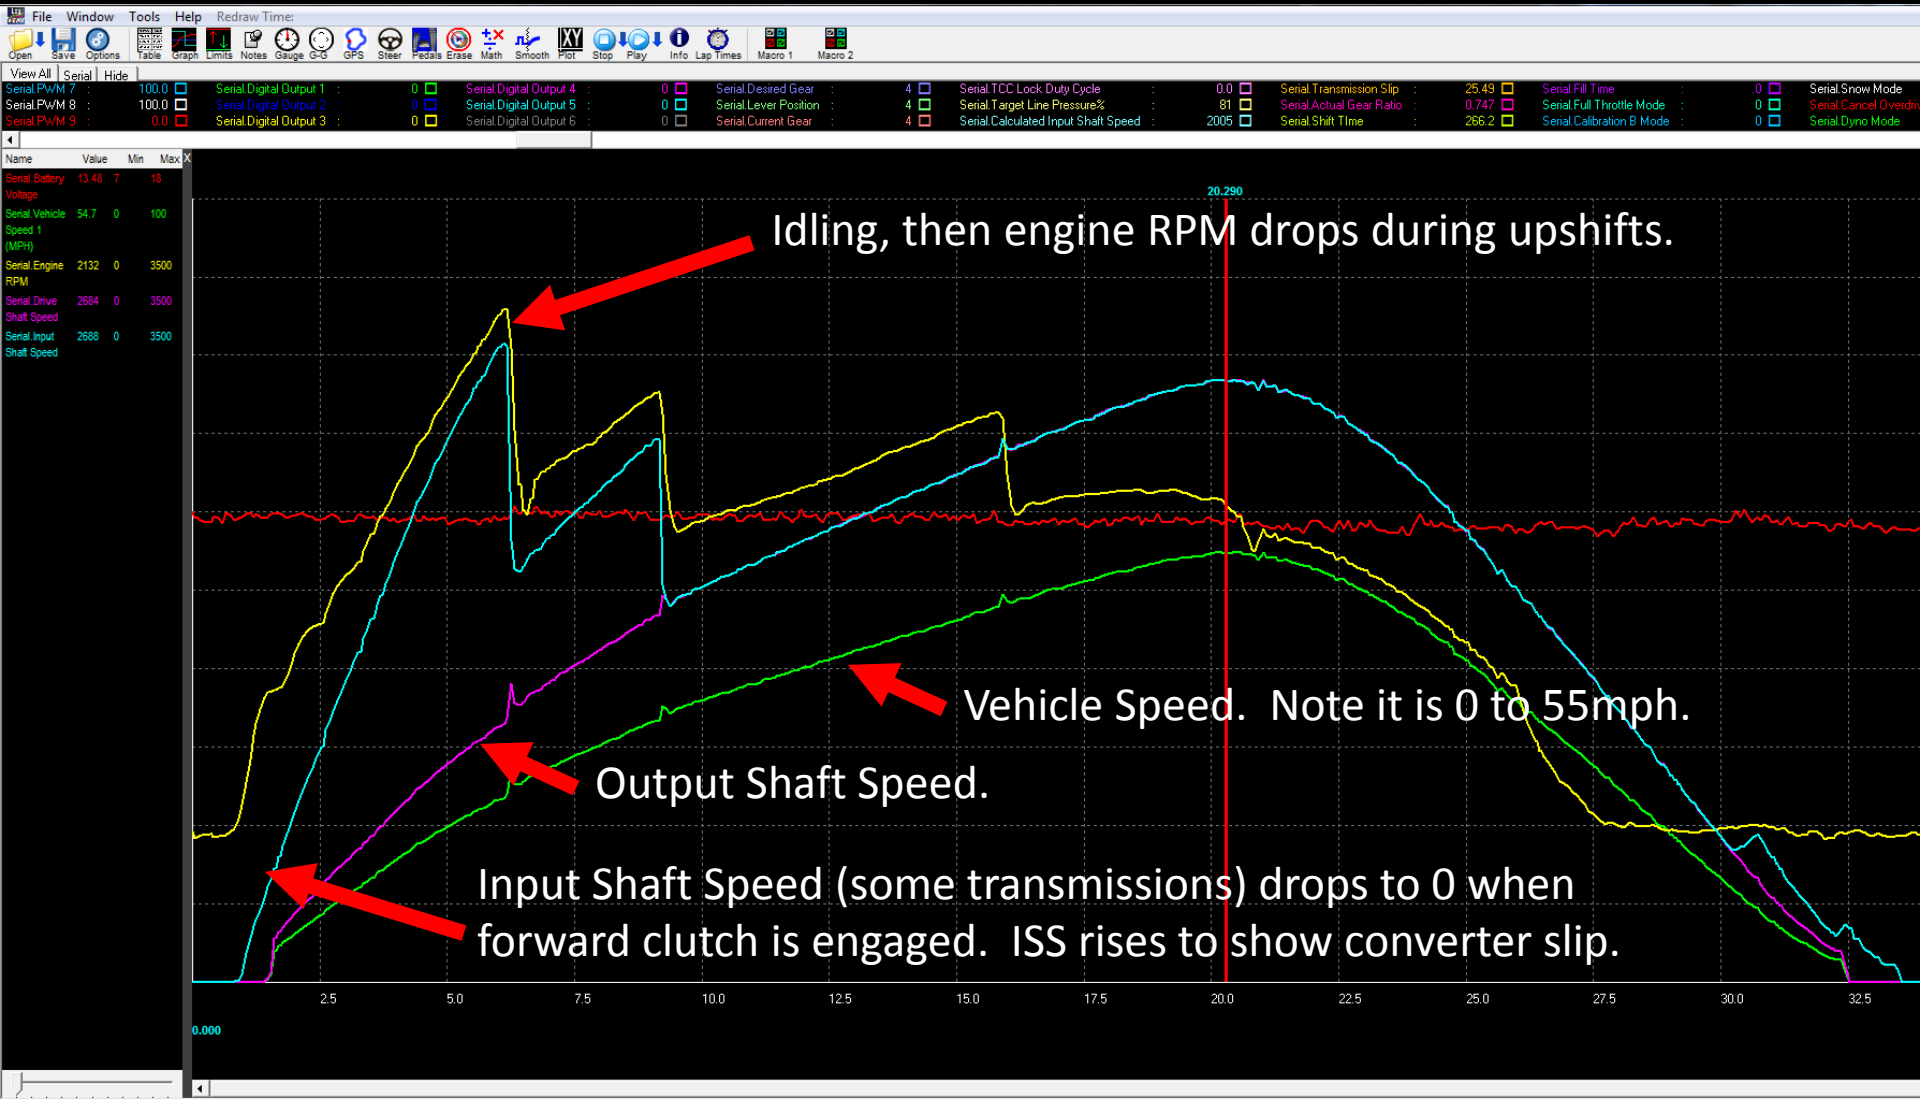 File Window Tools Help Redraw Time:
Open Save Options Table Graph Limits Notes Gauge G-G GPS Steer Pedals Erase Math Smooth Plot Stop Play Info Lap Times Macro 1 Macro 2
View All Serial Hide
Serial.PWM 7 : 100.0 Serial.Digital Output 1 : 0 Serial.Digital Output 4 : 0 Serial.Desired Gear : 4 Serial.TCC Lock Duty Cycle : 0.0 Serial.Transmission Slip : 25.49 Serial.Fill Time : .0 Serial.Snow Mode
Serial.PWM 8 : 100.0 Serial.Digital Output 2 : 0 Serial.Digital Output 5 : 0 Serial.Lever Position : 4 Serial.Target Line Pressure% : 81 Serial.Actual Gear Ratio : 0.747 Serial.Full Throttle Mode : 0 Serial.Cancel Overdriv
Serial.PWM 9 : 0.0 Serial.Digital Output 3 : 0 Serial.Digital Output 6 : 0 Serial.Current Gear : 4 Serial.Calculated Input Shaft Speed : 2005 Serial.Shift TIme : 266.2 Serial.Calibration B Mode : 0 Serial.Dyno Mode
Name Value Min Max X
Serial.Battery 13.48 7 18
Voltage
Serial.Vehicle 54.7 0 100
Speed 1
(MPH)
Serial.Engine 2132 0 3500
RPM
Serial.Drive 2684 0 3500
Shaft Speed
Serial.Input 2688 0 3500
Shaft Speed
20.290
Idling, then engine RPM drops during upshifts.
Vehicle Speed. Note it is 0 to 55mph.
Output Shaft Speed.
Input Shaft Speed (some transmissions) drops to 0 when
forward clutch is engaged. ISS rises to show converter slip.
2.5 5.0 7.5 10.0 12.5 15.0 17.5 20.0 22.5 25.0 27.5 30.0 32.5
0.000